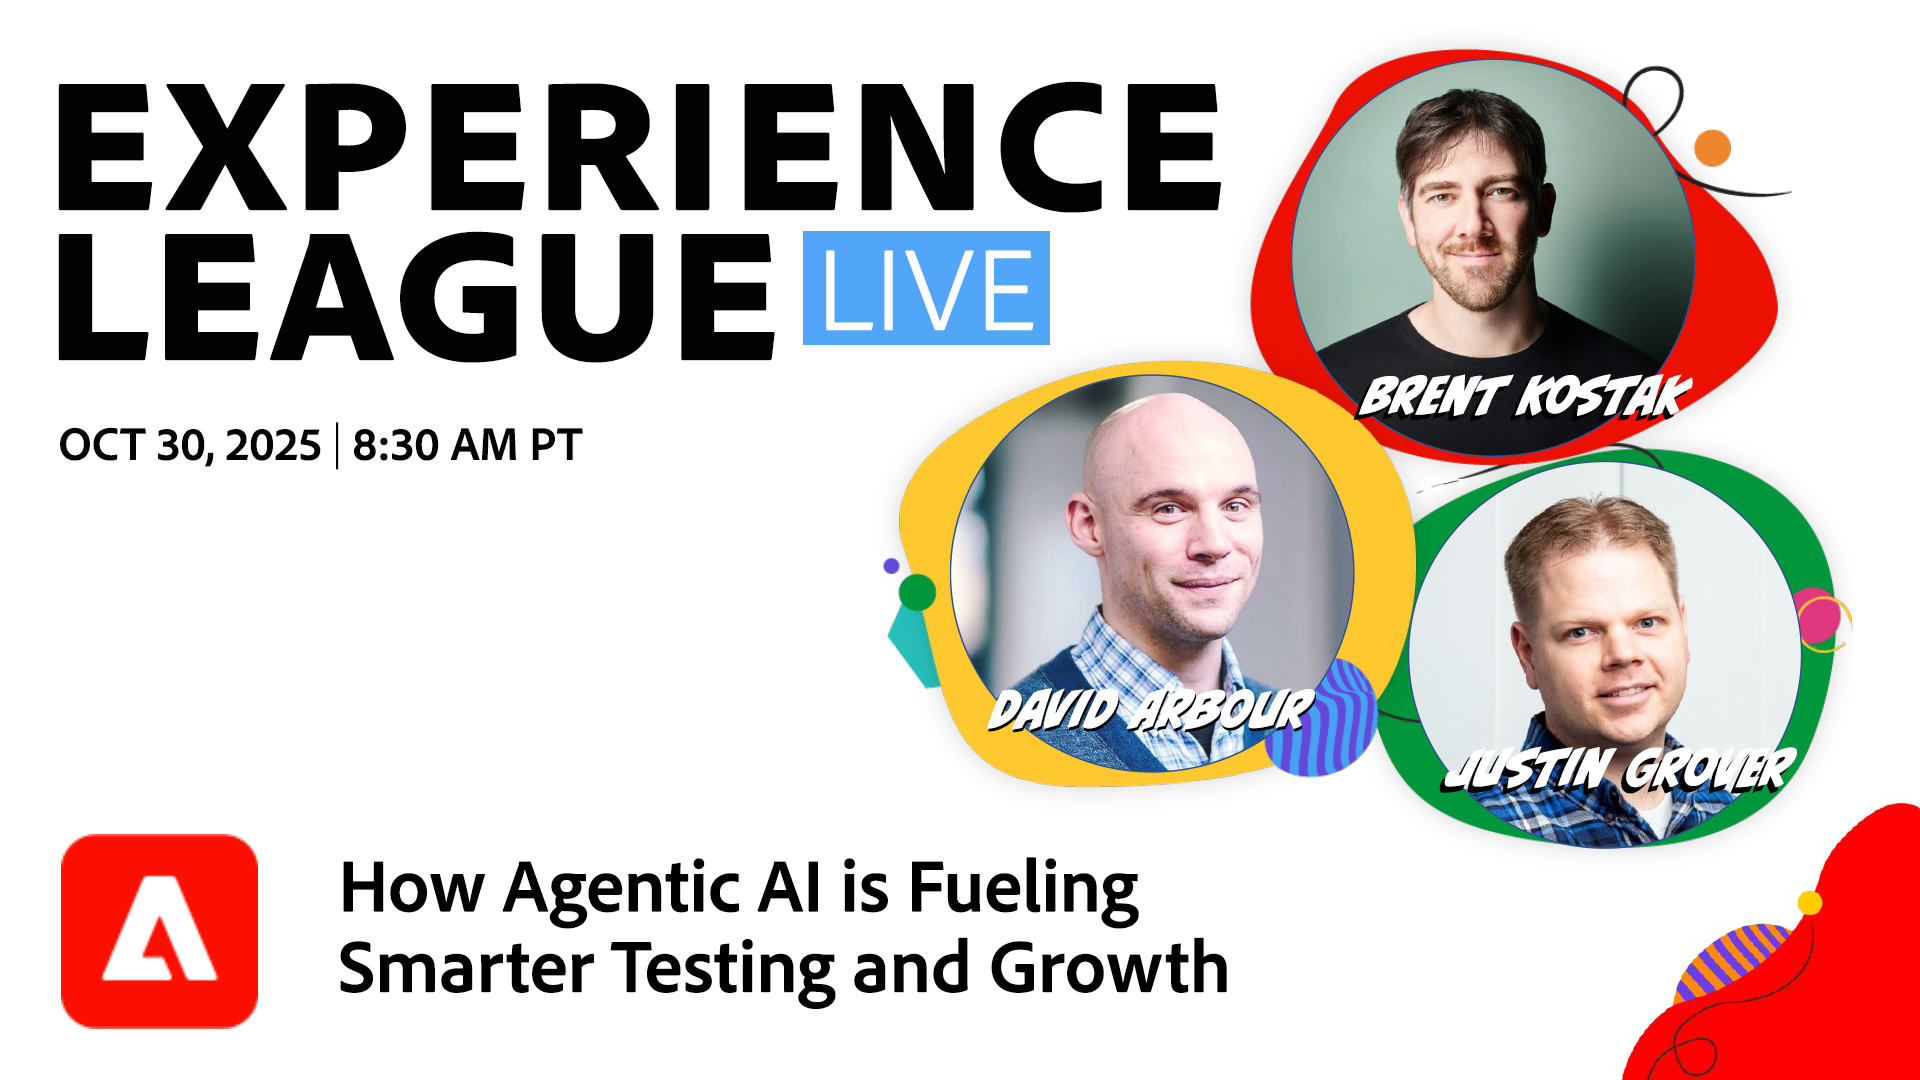 EXPERIENCE
LEAGUE LIVE
OCT 30, 2025 | 8:30 AM PT
BRENT KOSTAK
DAVID ARBOUR
JUSTIN GROVER
How Agentic AI is Fueling
Smarter Testing and Growth